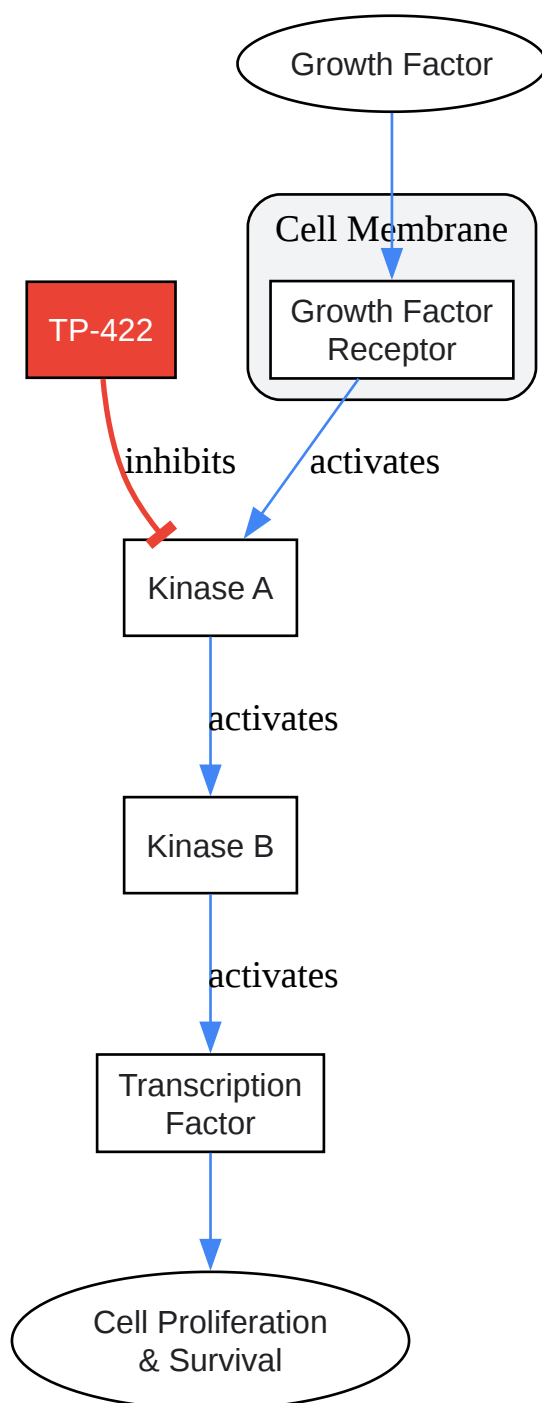 Growth Factor
Cell Membrane
Growth Factor
Receptor
TP-422
inhibits
activates
Kinase A
activates
Kinase B
activates
Transcription
Factor
Cell Proliferation
& Survival